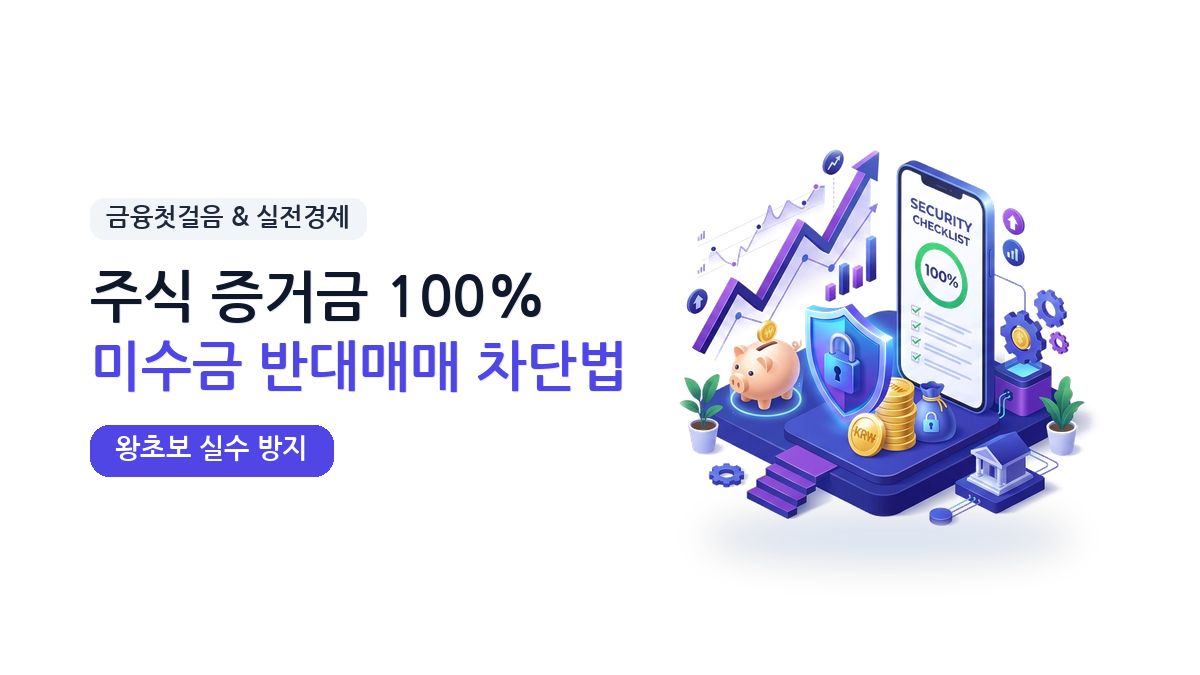 금융첫걸음 & 실전경제
주식 증거금 100%
미수금 반대매매 차단법
왕초보 실수 방지
SECURITY
CHECKLIST
100%
KRW